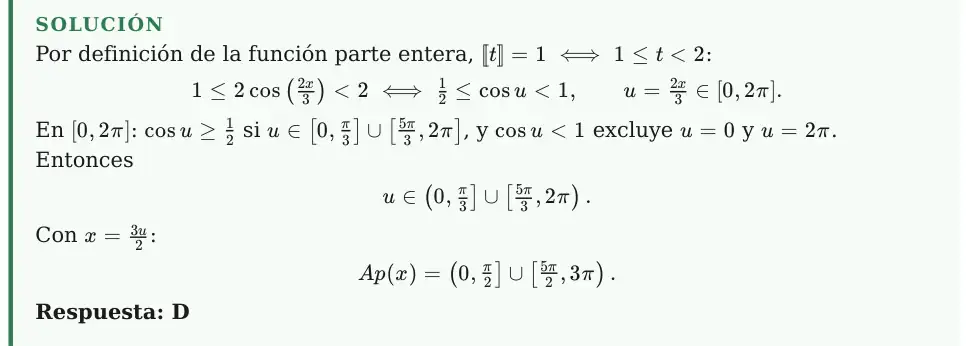 SOLUCIÓN
Por definición de la función parte entera, ⟦t⟧ = 1 ⟺ 1 ≤ t < 2:
1 ≤ 2 cos (2x/3) < 2 ⟺ 1/2 ≤ cos u < 1, u = 2x/3 ∈ [0, 2π].
En [0, 2π]: cos u ≥ 1/2 si u ∈ [0, π/3] ∪ [5π/3, 2π], y cos u < 1 excluye u = 0 y u = 2π.
Entonces
u ∈ (0, π/3] ∪ [5π/3, 2π).
Con x = 3u/2:
Ap(x) = (0, π/2] ∪ [5π/2, 3π).
Respuesta: D